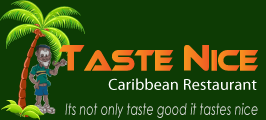 TASTE NICE
Caribbean Restaurant
Its not only taste good it tastes nice